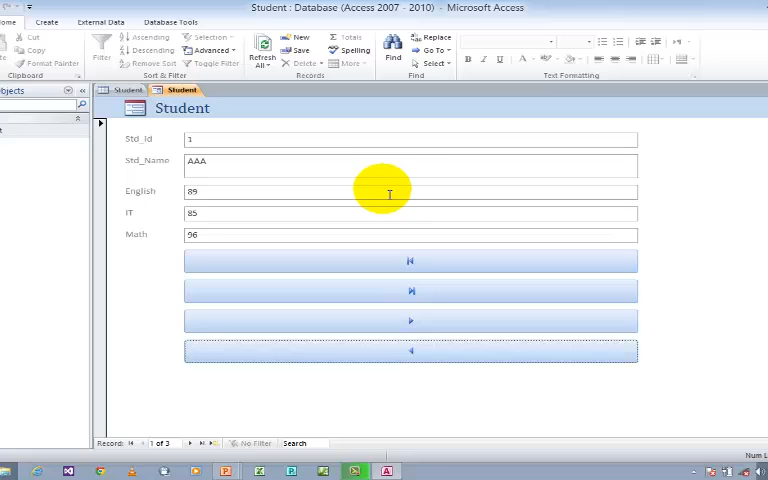 Student : Database (Access 2007 - 2010) - Microsoft Access
Home Create External Data Database Tools
Cut
Copy
Format Painter
Clipboard
Filter
Ascending
Descending
Remove Sort
Selection
Advanced
Toggle Filter
Sort & Filter
Refresh
All
New
Save
Delete
Totals
Spelling
More
Records
Find
Replace
Go To
Select
Find
Text Formatting
Student Student
Student
Std_Id 1
Std_Name AAA
English 89
IT 85
Math 96
Record: 1 of 3 No Filter Search